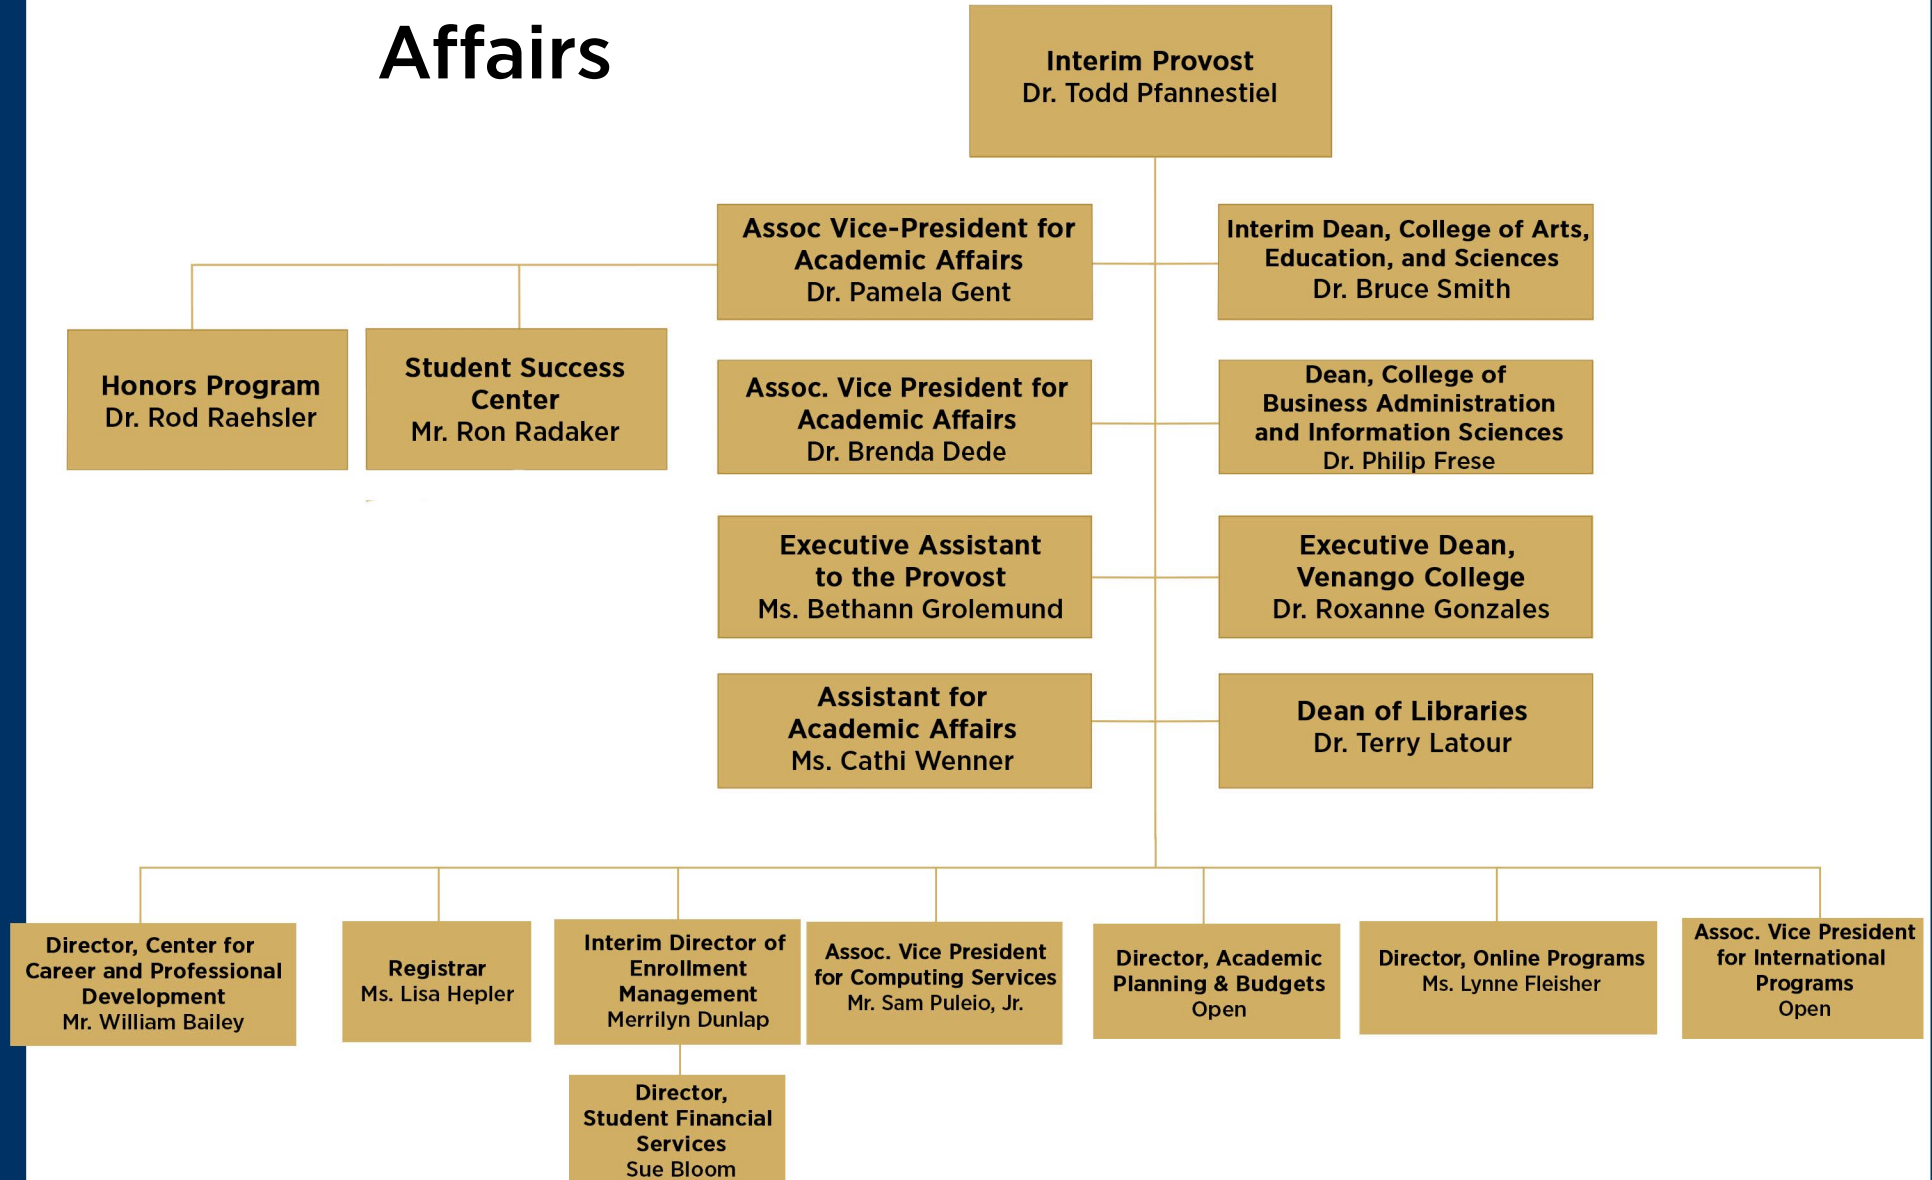 Affairs
Interim Provost
Dr. Todd Pfannestiel
Assoc Vice-President for
Academic Affairs
Dr. Pamela Gent
Interim Dean, College of Arts,
Education, and Sciences
Dr. Bruce Smith
Honors Program
Dr. Rod Raehsler
Student Success
Center
Mr. Ron Radaker
Assoc. Vice President for
Academic Affairs
Dr. Brenda Dede
Dean, College of
Business Administration
and Information Sciences
Dr. Philip Frese
Executive Assistant
to the Provost
Ms. Bethann Grolemund
Executive Dean,
Venango College
Dr. Roxanne Gonzales
Assistant for
Academic Affairs
Ms. Cathi Wenner
Dean of Libraries
Dr. Terry Latour
Director, Center for
Career and Professional
Development
Mr. William Bailey
Registrar
Ms. Lisa Hepler
Interim Director of
Enrollment
Management
Merrilyn Dunlap
Assoc. Vice President
for Computing Services
Mr. Sam Puleio, Jr.
Director, Academic
Planning & Budgets
Open
Director, Online Programs
Ms. Lynne Fleisher
Assoc. Vice President
for International
Programs
Open
Director,
Student Financial
Services
Sue Bloom